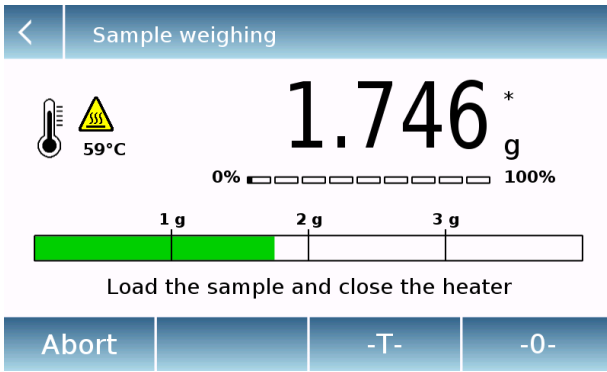 Sample weighing
1.746 * g
59°C
0% 100%
1 g 2 g 3 g
Load the sample and close the heater
Abort -T- -0-